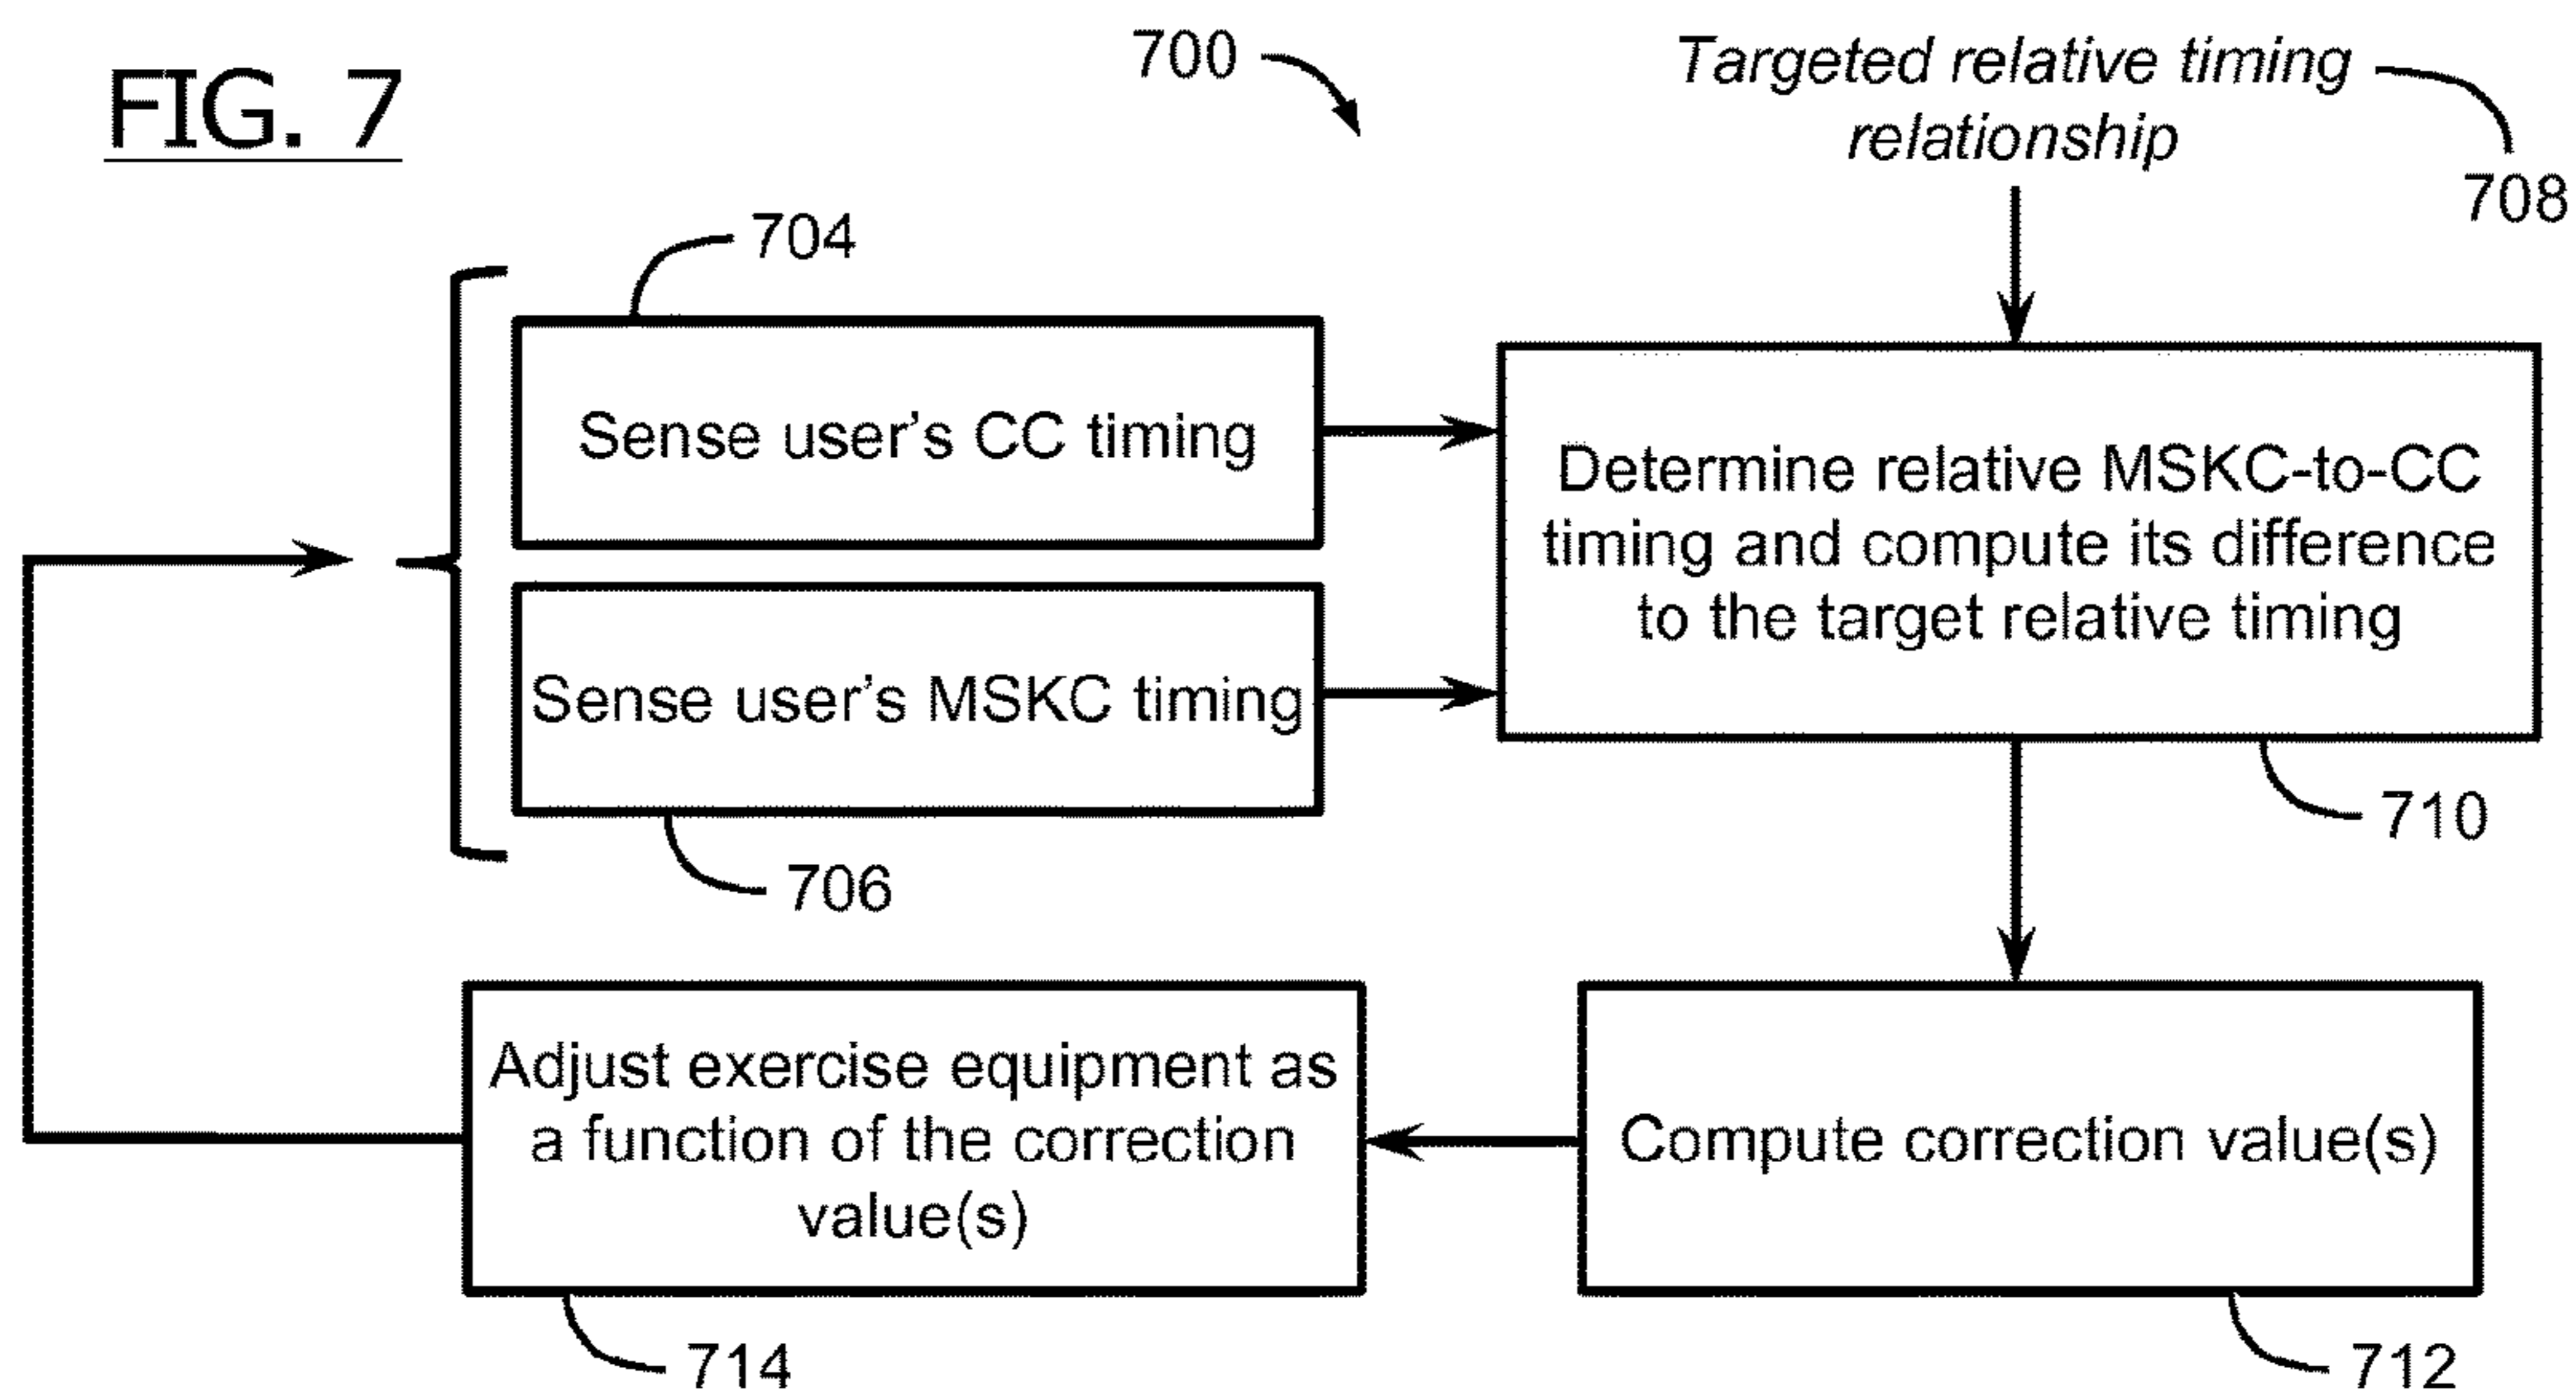 FIG. 7
700
Targeted relative timing
relationship
708
704
Sense user's CC timing
Sense user's MSKC timing
706
Determine relative MSKC-to-CC
timing and compute its difference
to the target relative timing
710
Adjust exercise equipment as
a function of the correction
value(s)
714
Compute correction value(s)
712